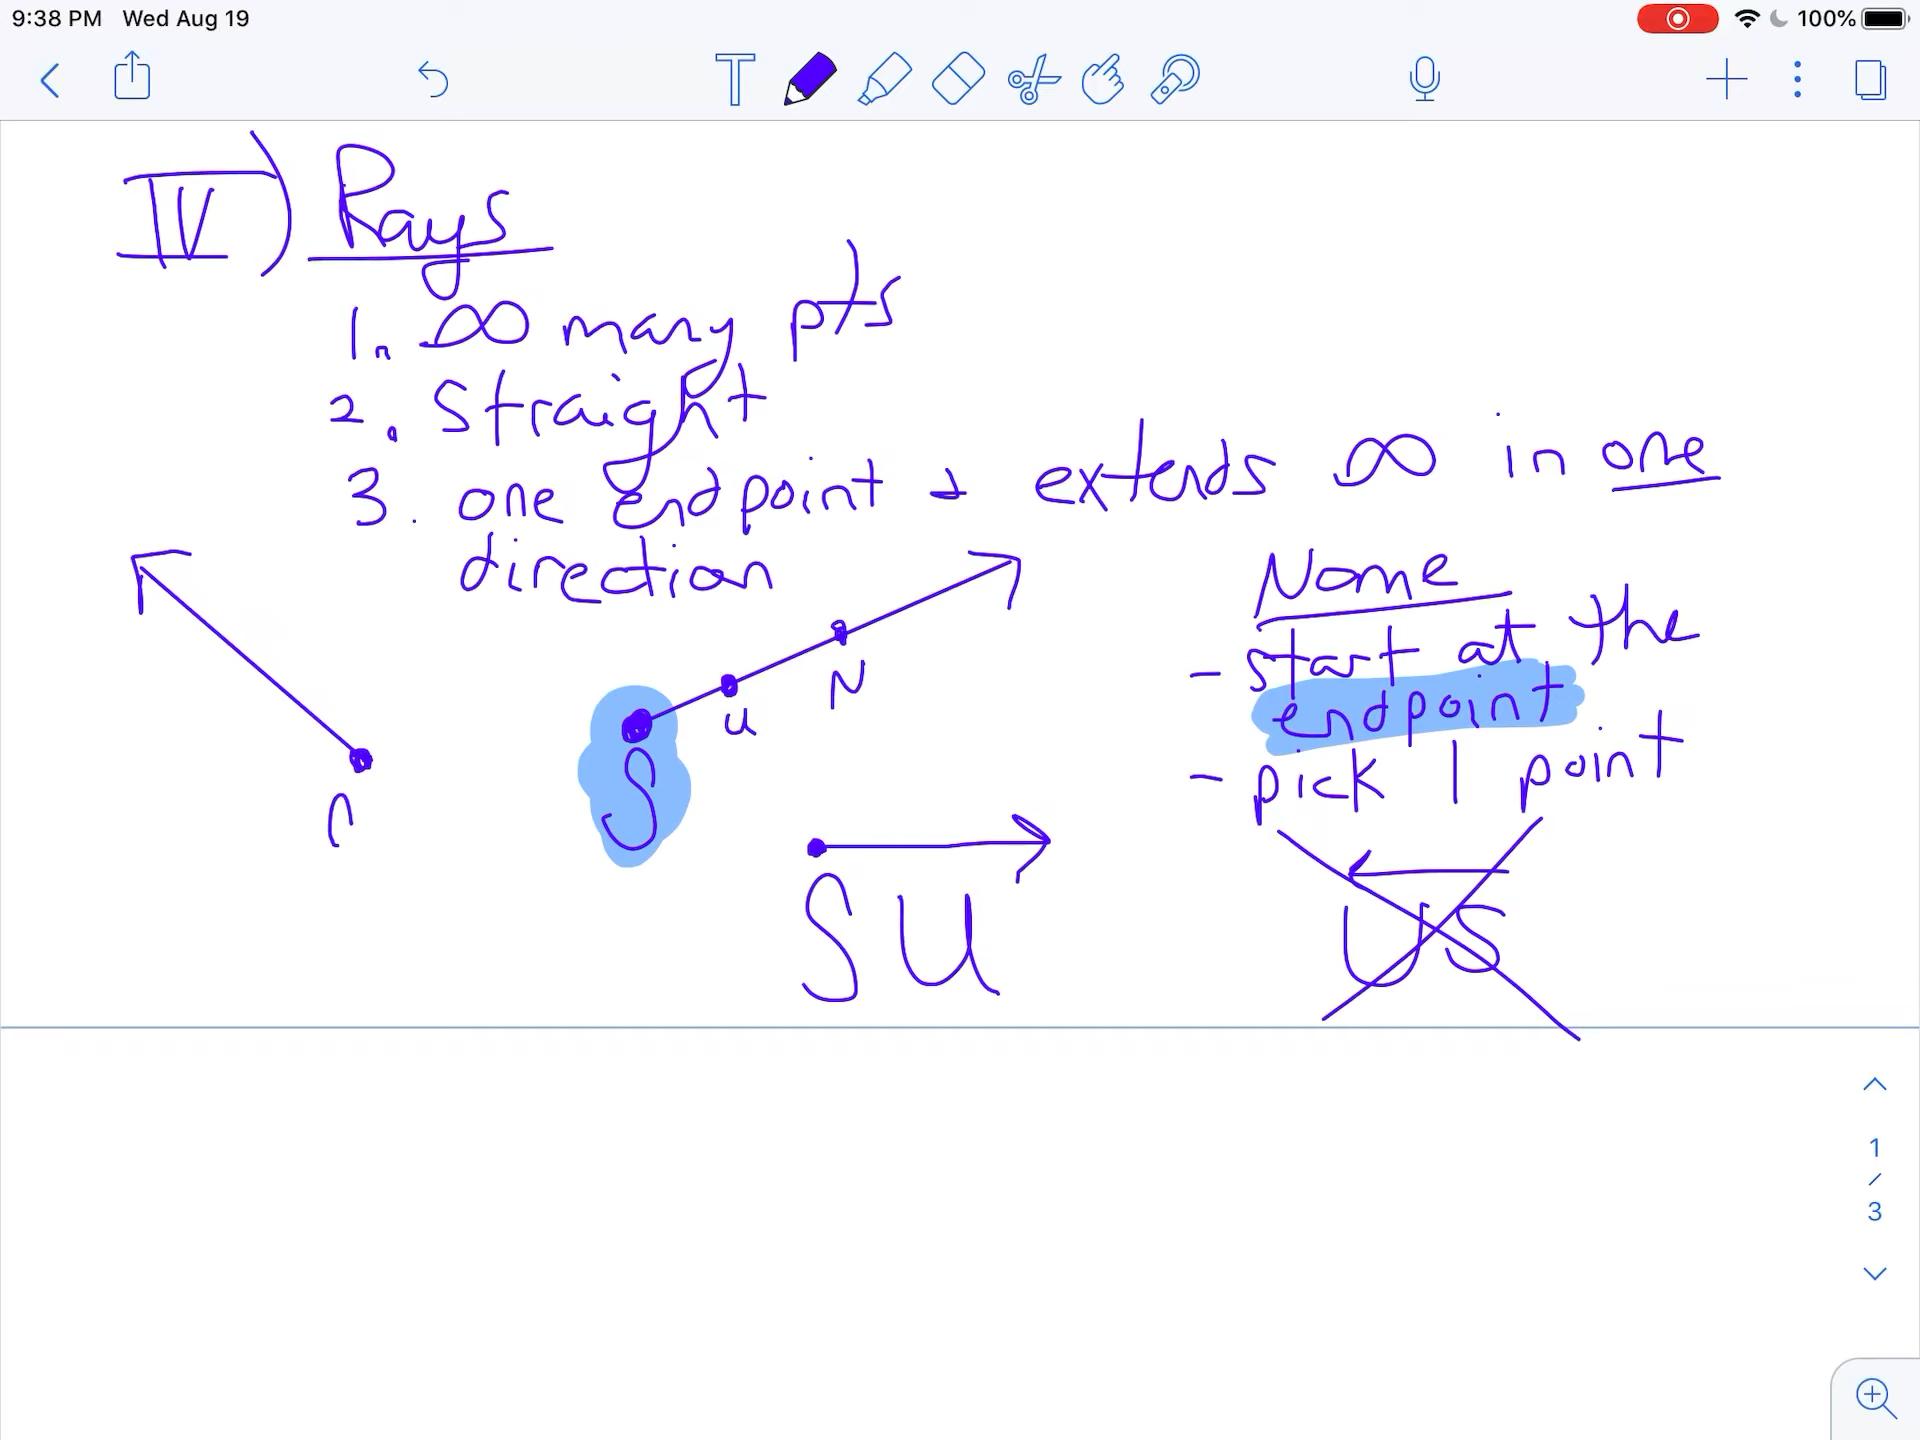 9:38 PM Wed Aug 19
100%
IV) Rays
1. ∞ many pts
2. Straight
3. one endpoint + extends ∞ in one
direction
Name
- start at the
endpoint
- pick 1 point
N
U
S
SU
US
1
/
3